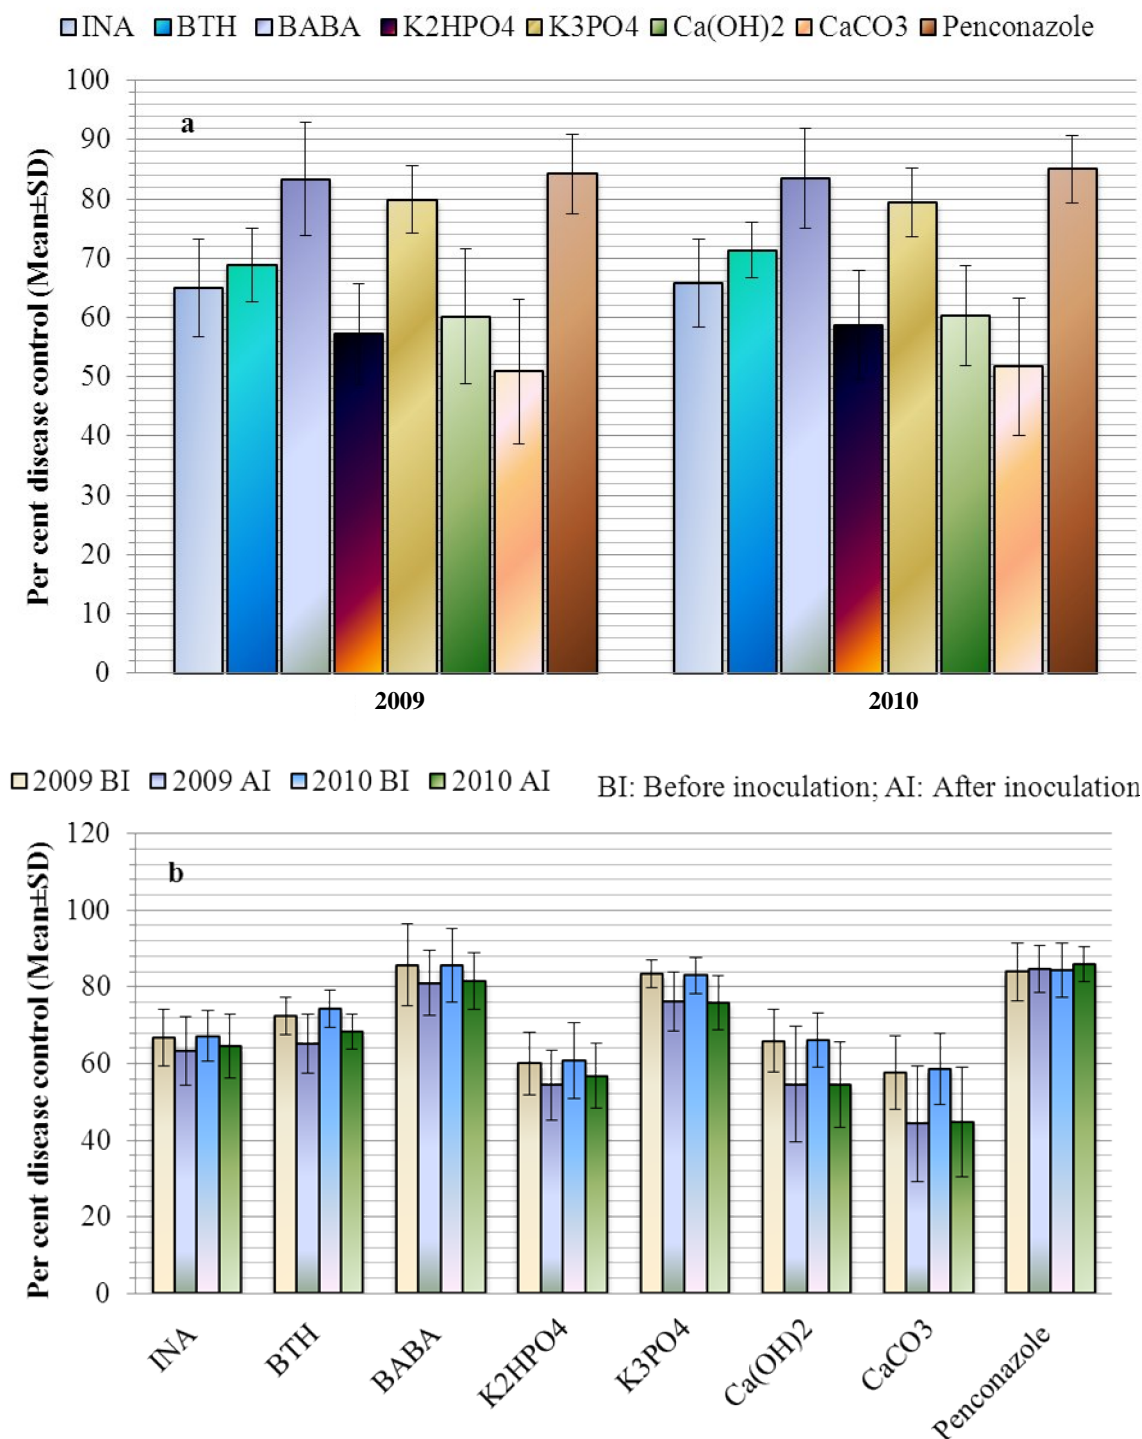 INA BTH BABA K2HPO4 K3PO4 Ca(OH)2 CaCO3 Penconazole
Per cent disease control (Mean±SD)
a
100
90
80
70
60
50
40
30
20
10
0
2009 2010
2009 BI 2009 AI 2010 BI 2010 AI BI: Before inoculation; AI: After inoculation
Per cent disease control (Mean±SD)
b
120
100
80
60
40
20
0
INA BTH BABA K2HPO4 K3PO4 Ca(OH)2 CaCO3 Penconazole